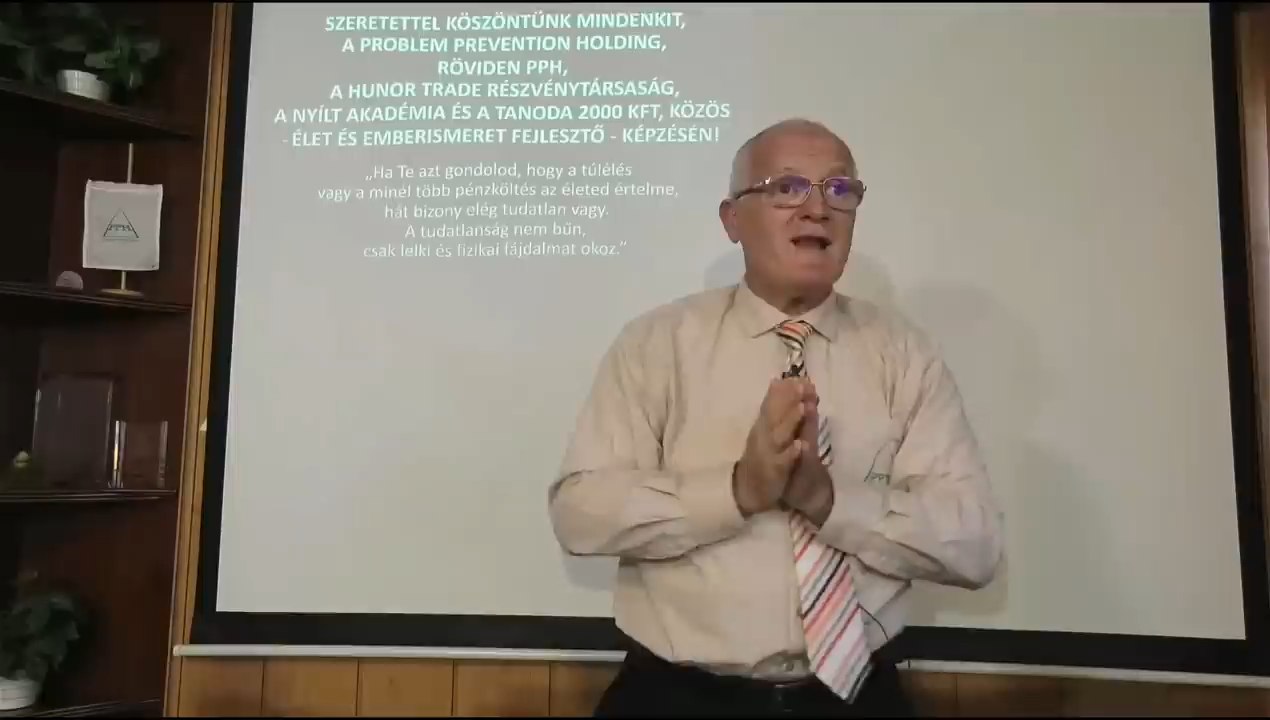 SZERETETTEL KÖSZÖNTÜNK MINDENKIT,
A PROBLEM PREVENTION HOLDING,
RÖVIDEN PPH,
A HUNOR TRADE RÉSZVÉNYTÁRSASÁG,
A NYÍLT AKADÉMIA ÉS A TANODA 2000 KFT, KÖZÖS
- ÉLET ÉS EMBERISMERET FEJLESZTŐ - KÉPZÉSÉN!
„Ha Te azt gondolod, hogy a túlélés
vagy a minél több pénzköltés az életed értelme,
hát bizony elég tudatlan vagy.
A tudatlanság nem bűn,
csak lelki és fizikai fájdalmat okoz.”